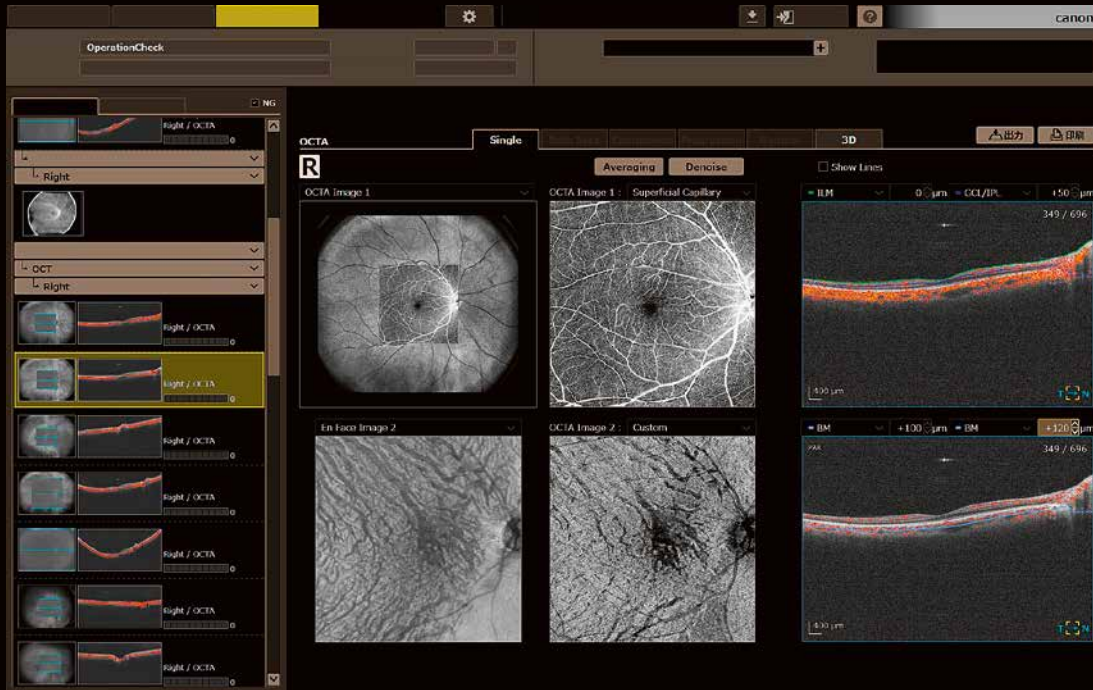 canon
OperationCheck
NG
Right / OCTA
0
Right
OCT
Right
Right / OCTA
0
Right / OCTA
0
Right / OCTA
0
Right / OCTA
0
Right / OCTA
0
Right / OCTA
0
Right / OCTA
0
OCTA
Single
3D
出力
印刷
R
Averaging
Denoise
Show Lines
OCTA Image 1
OCTA Image 1 : Superficial Capillary
ILM 0 μm GCL/IPL +50 μm
349 / 696
400 μm
T N
En Face Image 2
OCTA Image 2 : Custom
BM +100 μm BM +120 μm
349 / 696
400 μm
T N